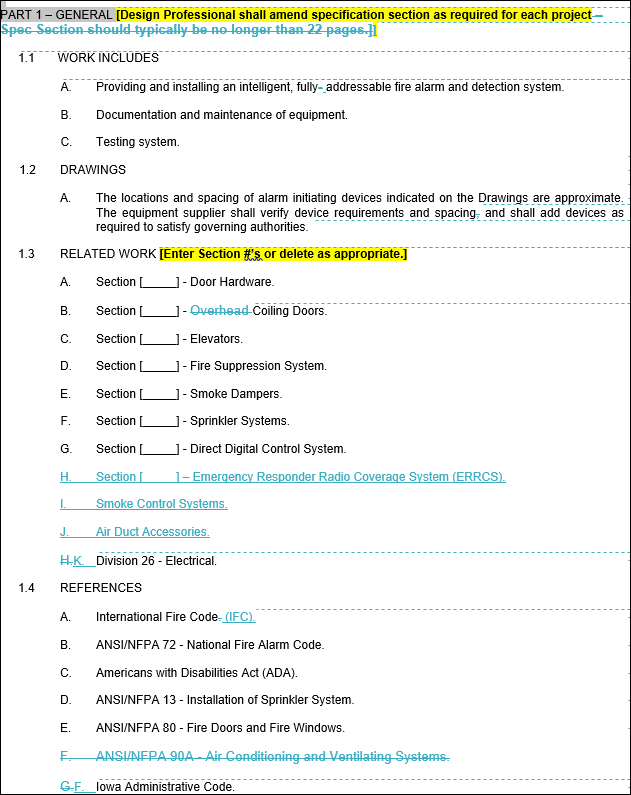 PART 1 – GENERAL [Design Professional shall amend specification section as required for each project –
Spec Section should typically be no longer than 22 pages.]]
1.1 WORK INCLUDES
A. Providing and installing an intelligent, fully- addressable fire alarm and detection system.
B. Documentation and maintenance of equipment.
C. Testing system.
1.2 DRAWINGS
A. The locations and spacing of alarm initiating devices indicated on the Drawings are approximate.
The equipment supplier shall verify device requirements and spacing, and shall add devices as
required to satisfy governing authorities.
1.3 RELATED WORK [Enter Section #'s or delete as appropriate.]
A. Section [_____] - Door Hardware.
B. Section [_____] - Overhead Coiling Doors.
C. Section [_____] - Elevators.
D. Section [_____] - Fire Suppression System.
E. Section [_____] - Smoke Dampers.
F. Section [_____] - Sprinkler Systems.
G. Section [_____] - Direct Digital Control System.
H. Section [_____] – Emergency Responder Radio Coverage System (ERRCS).
I. Smoke Control Systems.
J. Air Duct Accessories.
H.K. Division 26 - Electrical.
1.4 REFERENCES
A. International Fire Code. (IFC).
B. ANSI/NFPA 72 - National Fire Alarm Code.
C. Americans with Disabilities Act (ADA).
D. ANSI/NFPA 13 - Installation of Sprinkler System.
E. ANSI/NFPA 80 - Fire Doors and Fire Windows.
F. ANSI/NFPA 90A - Air Conditioning and Ventilating Systems.
G.F. Iowa Administrative Code.